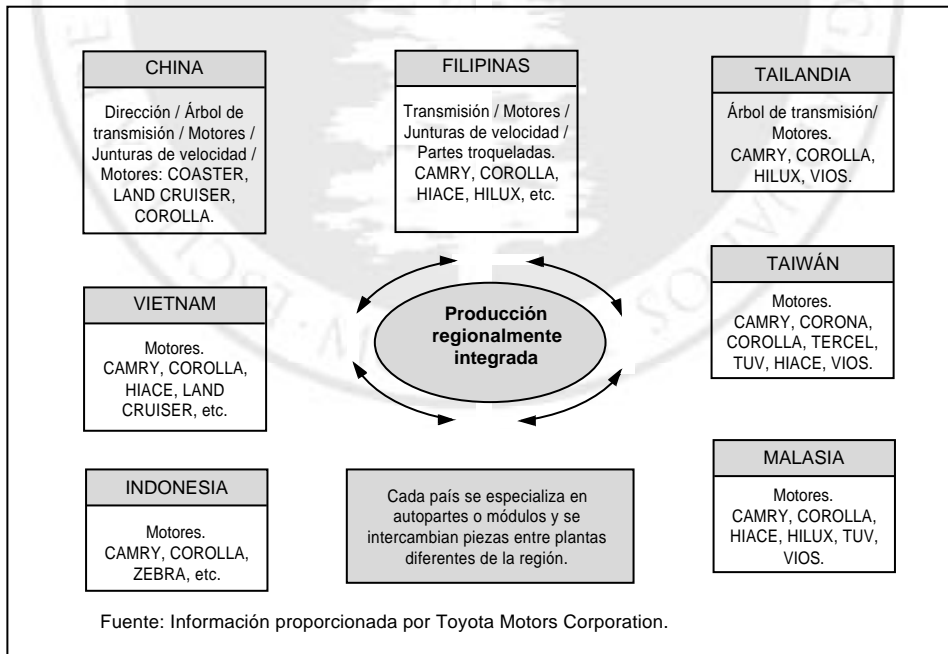 CHINA
Dirección / Árbol de
transmisión / Motores /
Junturas de velocidad /
Motores: COASTER,
LAND CRUISER,
COROLLA.
FILIPINAS
Transmisión / Motores /
Junturas de velocidad /
Partes troqueladas.
CAMRY, COROLLA,
HIACE, HILUX, etc.
TAILANDIA
Árbol de transmisión/
Motores.
CAMRY, COROLLA,
HILUX, VIOS.
VIETNAM
Motores.
CAMRY, COROLLA,
HIACE, LAND
CRUISER, etc.
Producción
regionalmente
integrada
TAIWÁN
Motores.
CAMRY, CORONA,
COROLLA, TERCEL,
TUV, HIACE, VIOS.
INDONESIA
Motores.
CAMRY, COROLLA,
ZEBRA, etc.
Cada país se especializa en
autopartes o módulos y se
intercambian piezas entre plantas
diferentes de la región.
MALASIA
Motores.
CAMRY, COROLLA,
HIACE, HILUX, TUV,
VIOS.
Fuente: Información proporcionada por Toyota Motors Corporation.